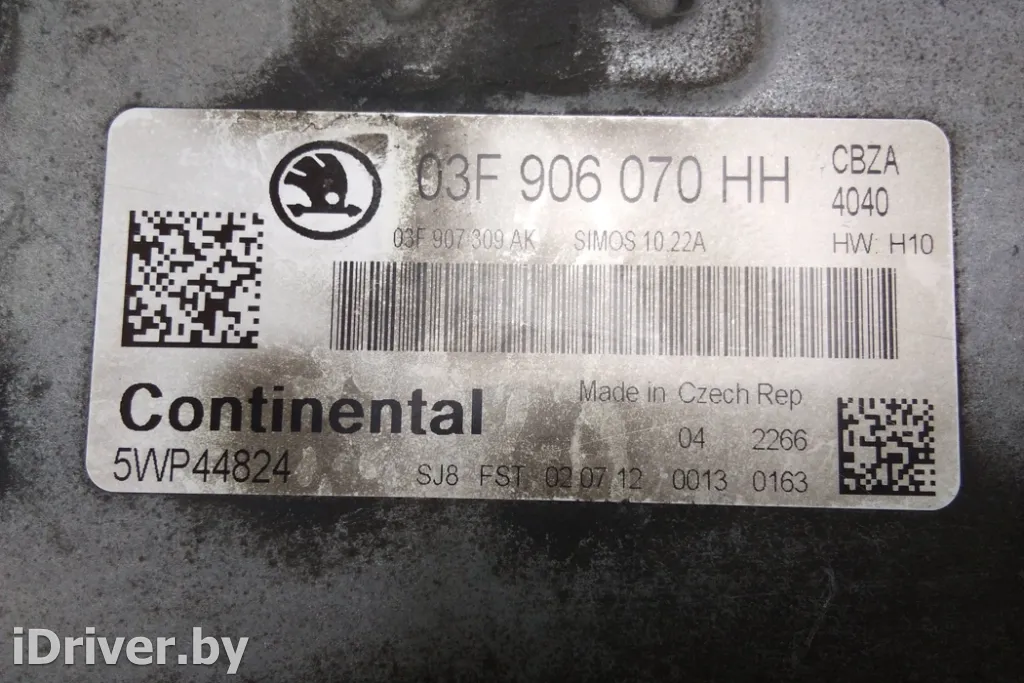 03F 906 070 HH
CBZA
4040
03F 907 309 AK SIMOS 10.22A
HW: H10
Continental
Made in Czech Rep
04 2266
5WP44824
SJ8 FST 02 07 12 0013 0163
iDriver.by